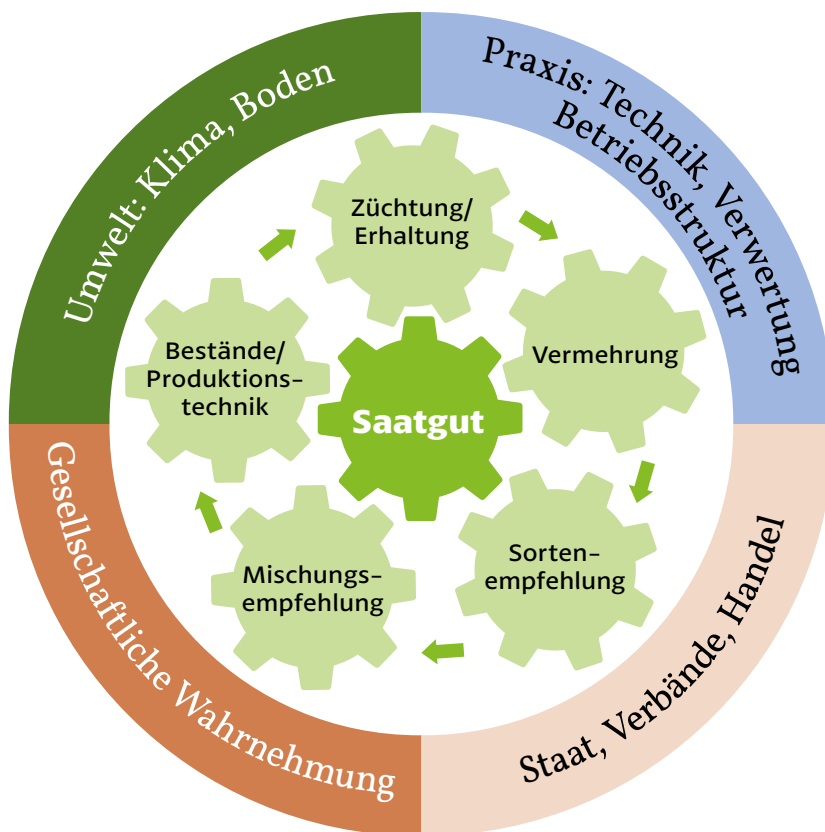 Umwelt: Klima, Boden
Praxis: Technik, Verwertung
Betriebsstruktur
Züchtung/
Erhaltung
Bestände/
Produktions-
technik
Vermehrung
Saatgut
Mischungs-
empfehlung
Sorten-
empfehlung
Gesellschaftliche Wahrnehmung
Staat, Verbände, Handel